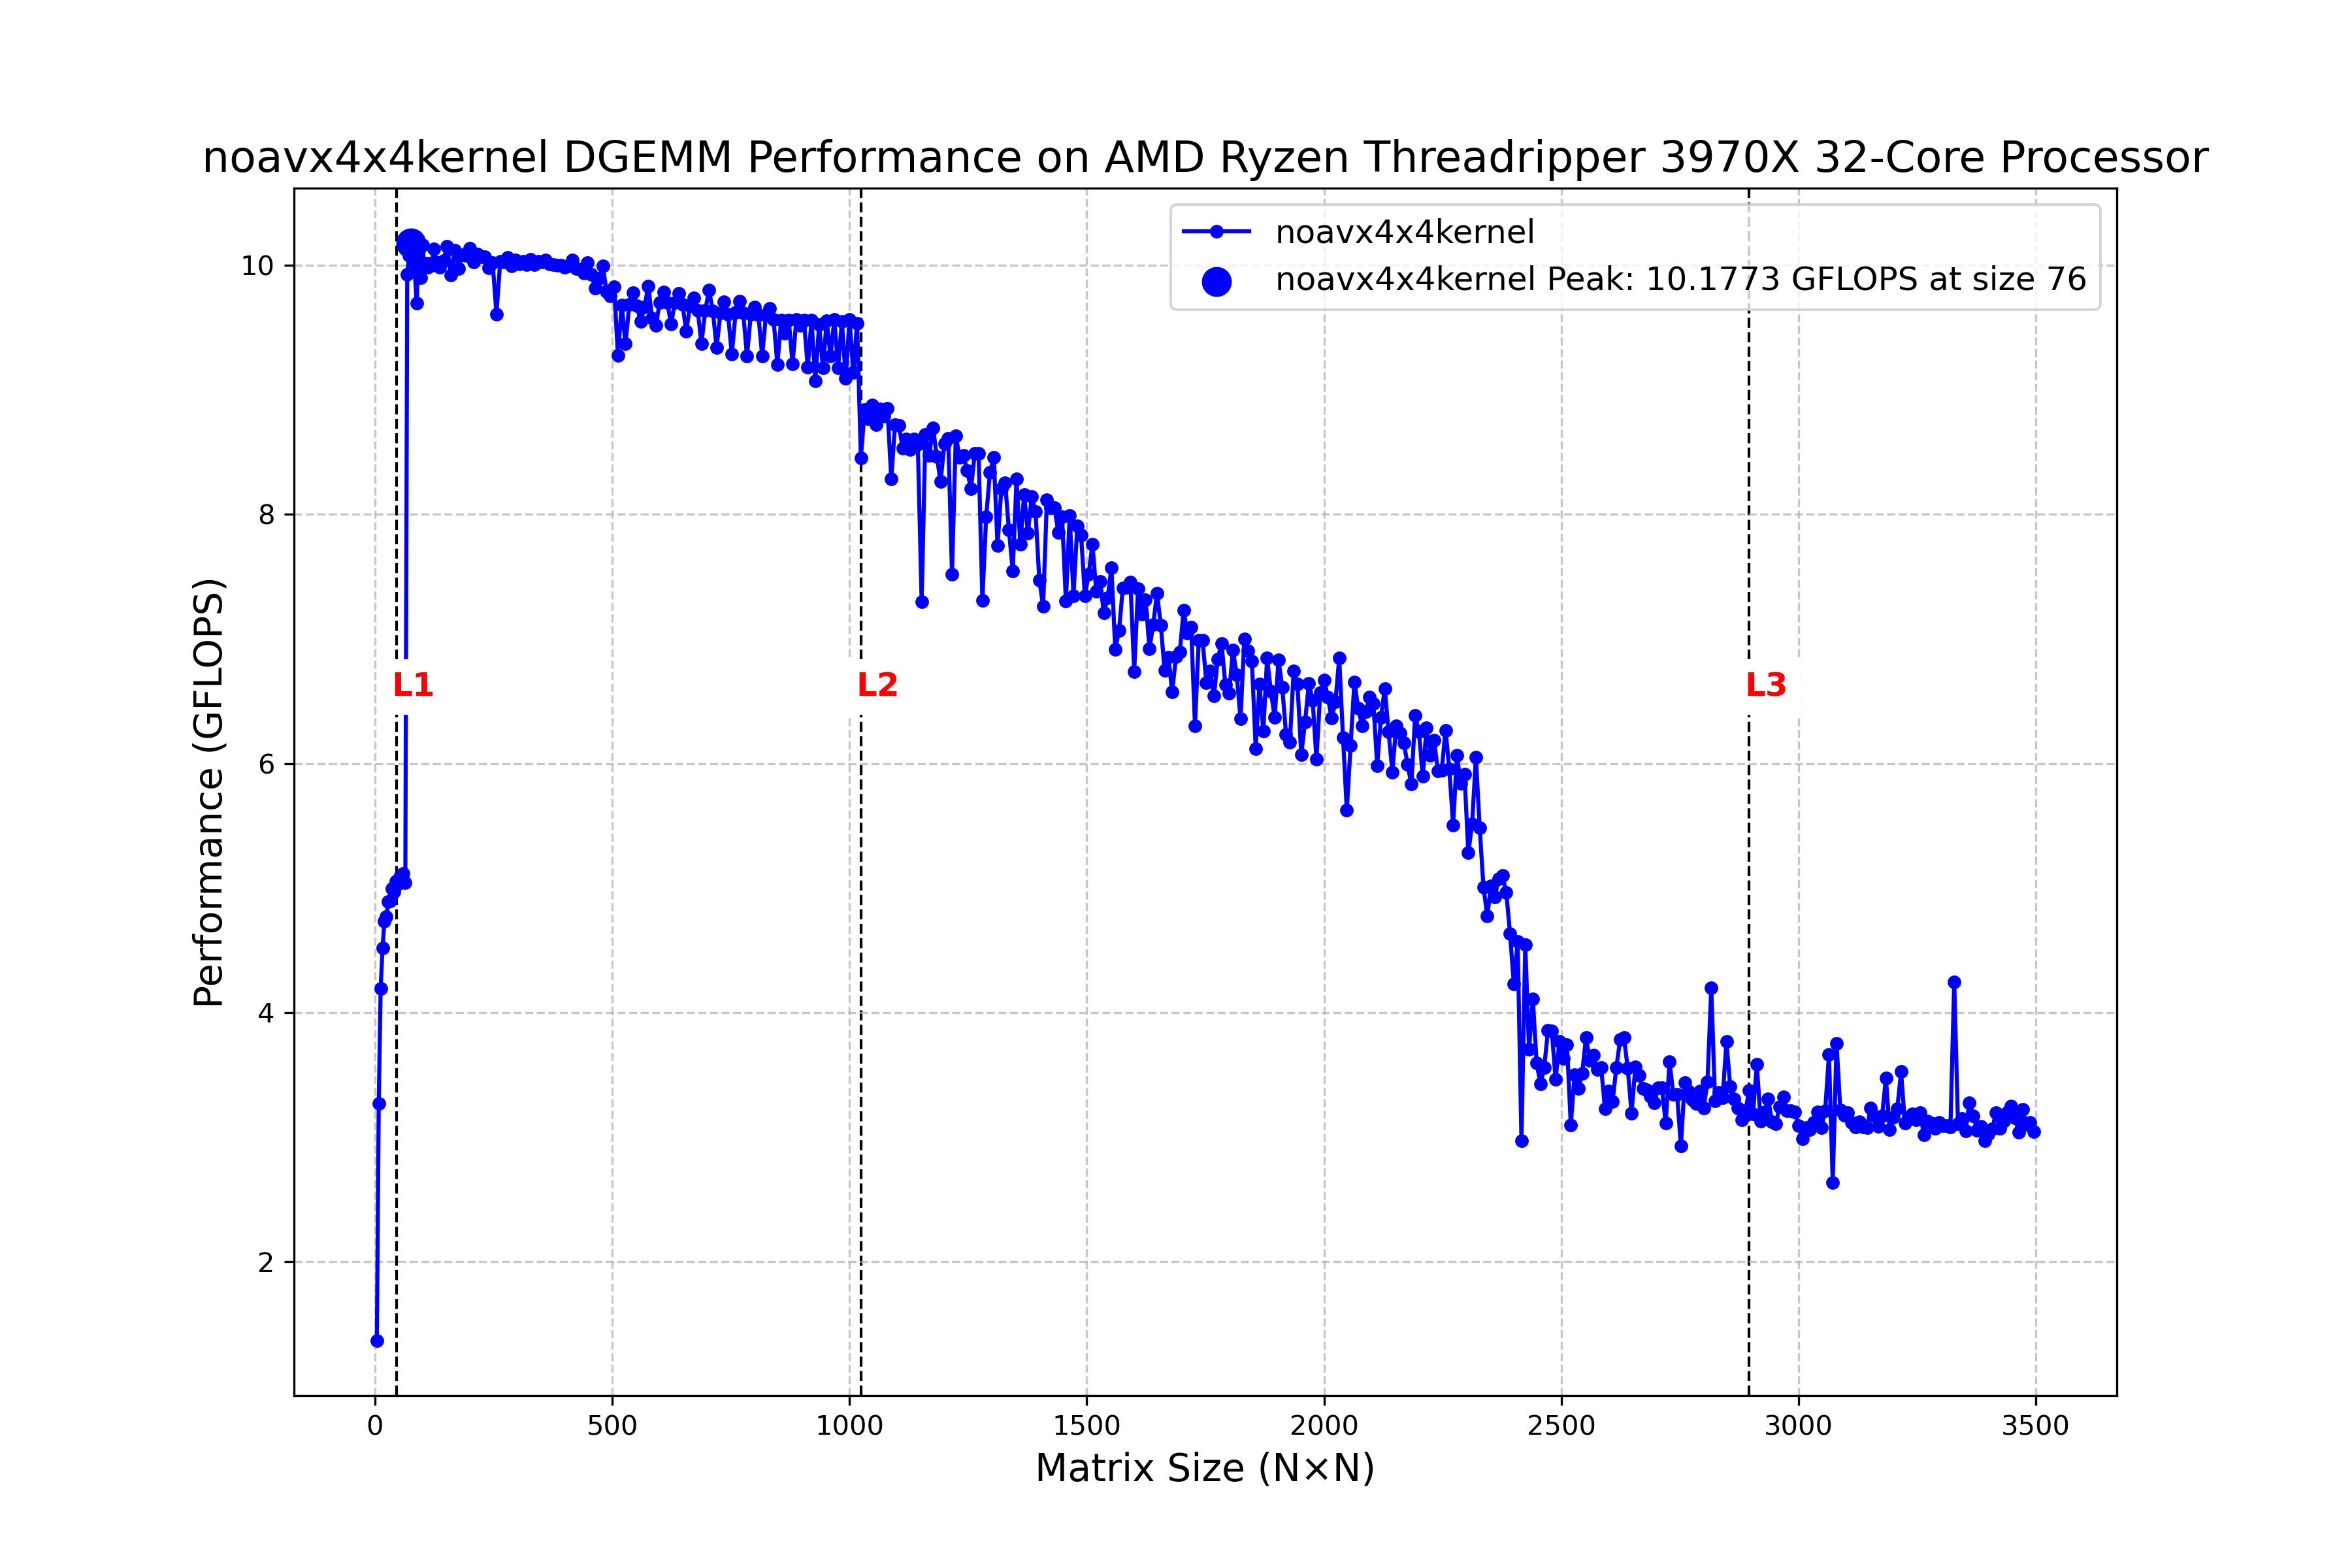 noavx4x4kernel DGEMM Performance on AMD Ryzen Threadripper 3970X 32-Core Processor
noavx4x4kernel
noavx4x4kernel Peak: 10.1773 GFLOPS at size 76
Performance (GFLOPS)
10
8
6
4
2
L1
L2
L3
0
500
1000
1500
2000
2500
3000
3500
Matrix Size (N×N)